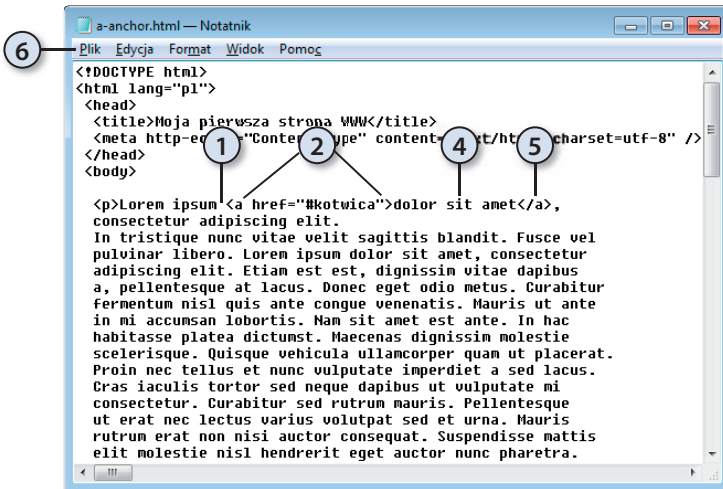 a-anchor.html — Notatnik
6
Plik Edycja Format Widok Pomoc
<!DOCTYPE html>
<html lang="pl">
<head>
<title>Moja pierwsza strona WWW</title>
<meta content= charset=utf-8" />
1 2 4 5
</head>
<body>
<p>Lorem ipsum <a href="#kotwica">dolor sit amet</a>,
consectetur adipiscing elit.
In tristique nunc vitae velit sagittis blandit. Fusce vel
pulvinar libero. Lorem ipsum dolor sit amet, consectetur
adipiscing elit. Etiam est est, dignissim vitae dapibus
a, pellentesque at lacus. Donec eget odio metus. Curabitur
fermentum nisl quis ante congue venenatis. Mauris ut ante
in mi accumsan lobortis. Nam sit amet est ante. In hac
habitasse platea dictumst. Maecenas dignissim molestie
scelerisque. Quisque vehicula ullamcorper quam ut placerat.
Proin nec tellus et nunc vulputate imperdiet a sed lacus.
Cras iaculis tortor sed neque dapibus ut vulputate mi
consectetur. Curabitur sed rutrum mauris. Pellentesque
ut erat nec lectus varius volutpat sed et urna. Mauris
rutrum erat non nisi auctor consequat. Suspendisse mattis
elit molestie nisl hendrerit eget auctor nunc pharetra.